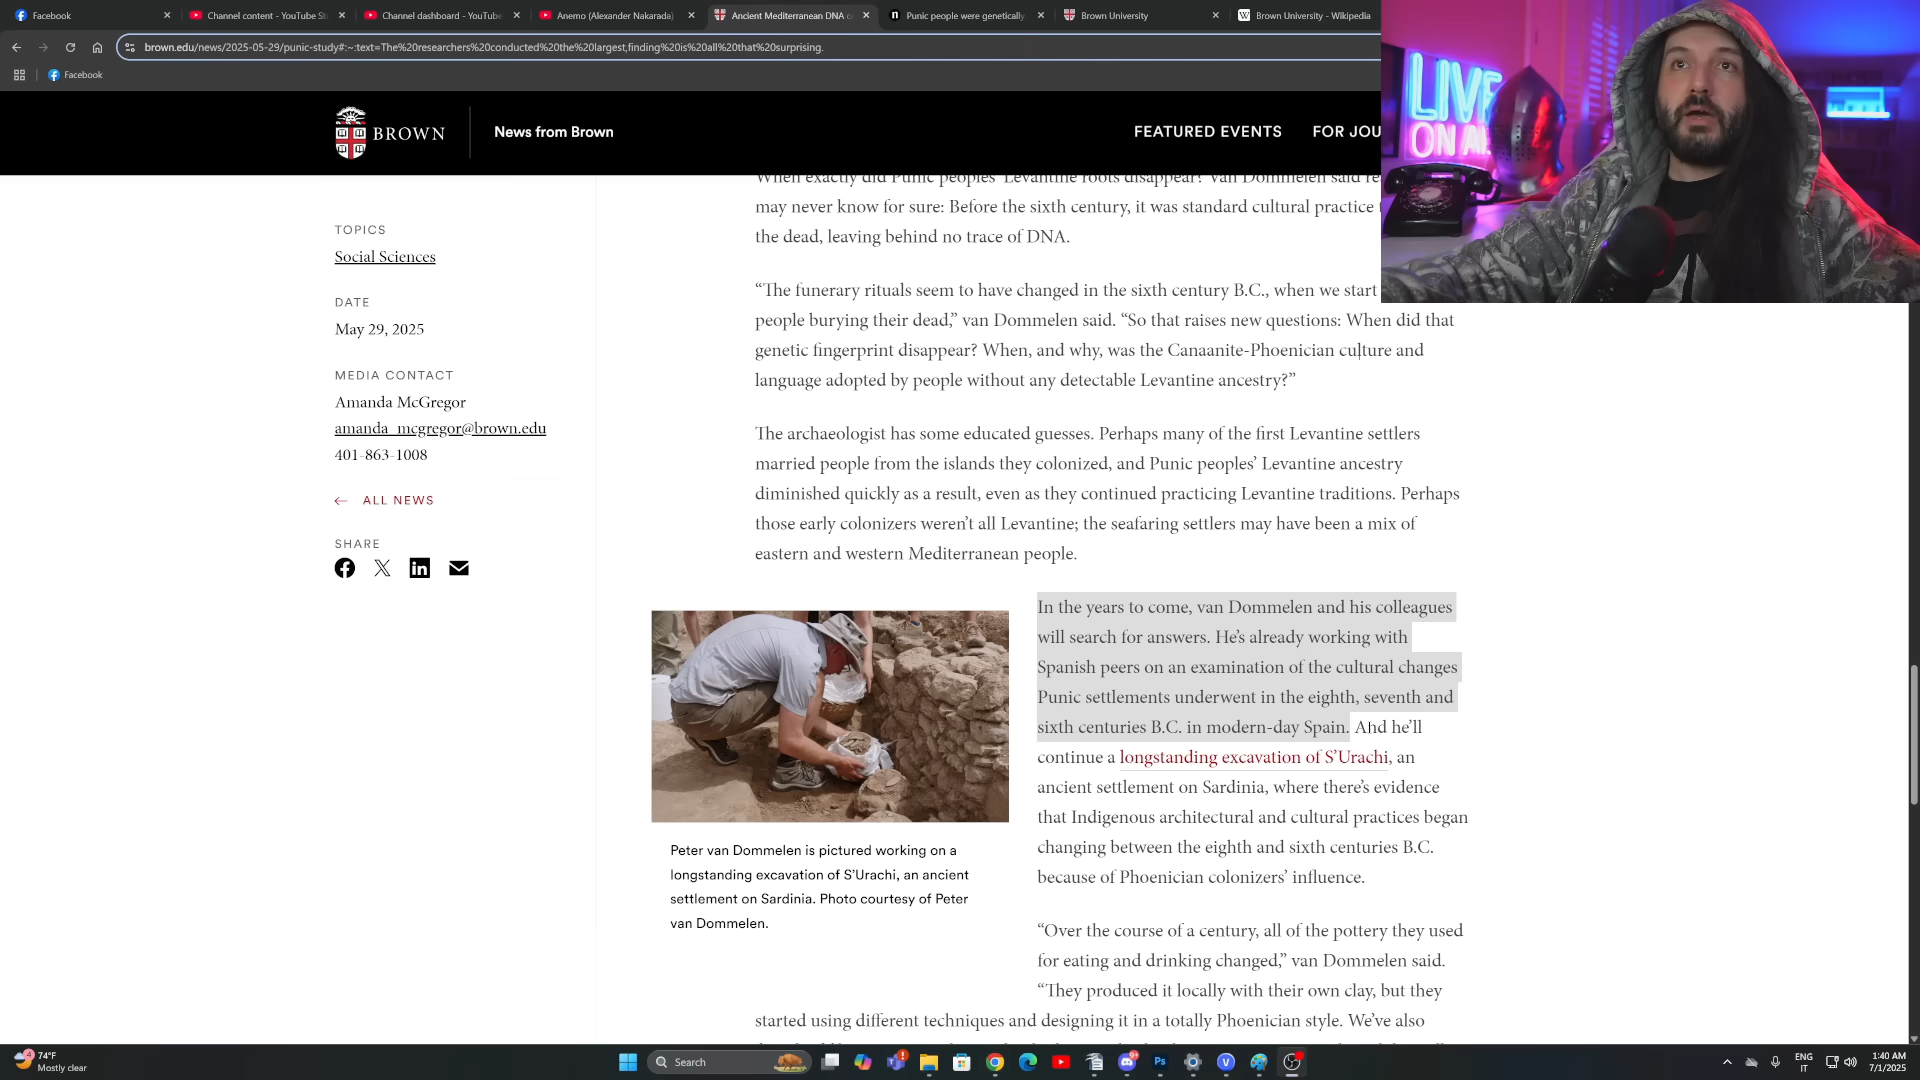 Facebook
Channel content - YouTube St
Channel dashboard - YouTube
Anemo (Alexander Nakarada)
Ancient Mediterranean DNA c
Punic people were genetically
Brown University
Brown University - Wikipedia
brown.edu/news/2025-05-29/punic-study#:~:text=The%20researchers%20conducted%20the%20largest,finding%20is%20all%20that%20surprising.
Facebook
BROWN
News from Brown
FEATURED EVENTS
FOR JOU
LIVE
ON AI
TOPICS
Social Sciences
DATE
May 29, 2025
MEDIA CONTACT
Amanda McGregor
amanda_mcgregor@brown.edu
401-863-1008
← ALL NEWS
SHARE
When exactly did Punic peoples' Levantine roots disappear? Van Dommelen said re
may never know for sure: Before the sixth century, it was standard cultural practice
the dead, leaving behind no trace of DNA.
“The funerary rituals seem to have changed in the sixth century B.C., when we start
people burying their dead,” van Dommelen said. “So that raises new questions: When did that
genetic fingerprint disappear? When, and why, was the Canaanite-Phoenician culture and
language adopted by people without any detectable Levantine ancestry?”
The archaeologist has some educated guesses. Perhaps many of the first Levantine settlers
married people from the islands they colonized, and Punic peoples’ Levantine ancestry
diminished quickly as a result, even as they continued practicing Levantine traditions. Perhaps
those early colonizers weren’t all Levantine; the seafaring settlers may have been a mix of
eastern and western Mediterranean people.
In the years to come, van Dommelen and his colleagues
will search for answers. He’s already working with
Spanish peers on an examination of the cultural changes
Punic settlements underwent in the eighth, seventh and
sixth centuries B.C. in modern-day Spain. And he’ll
continue a longstanding excavation of S’Urachi, an
ancient settlement on Sardinia, where there’s evidence
that Indigenous architectural and cultural practices began
changing between the eighth and sixth centuries B.C.
because of Phoenician colonizers’ influence.
Peter van Dommelen is pictured working on a
longstanding excavation of S’Urachi, an ancient
settlement on Sardinia. Photo courtesy of Peter
van Dommelen.
“Over the course of a century, all of the pottery they used
for eating and drinking changed,” van Dommelen said.
“They produced it locally with their own clay, but they
started using different techniques and designing it in a totally Phoenician style. We’ve also
74°F
Mostly clear
Search
ENG
IT
1:40 AM
7/1/2025